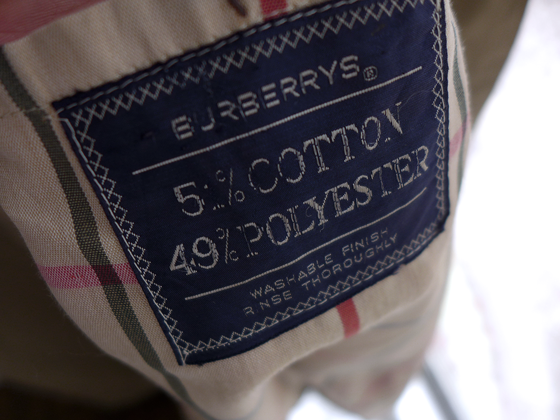 BURBERRYS®
51% COTTON
49% POLYESTER
WASHABLE FINISH
RINSE THOROUGHLY